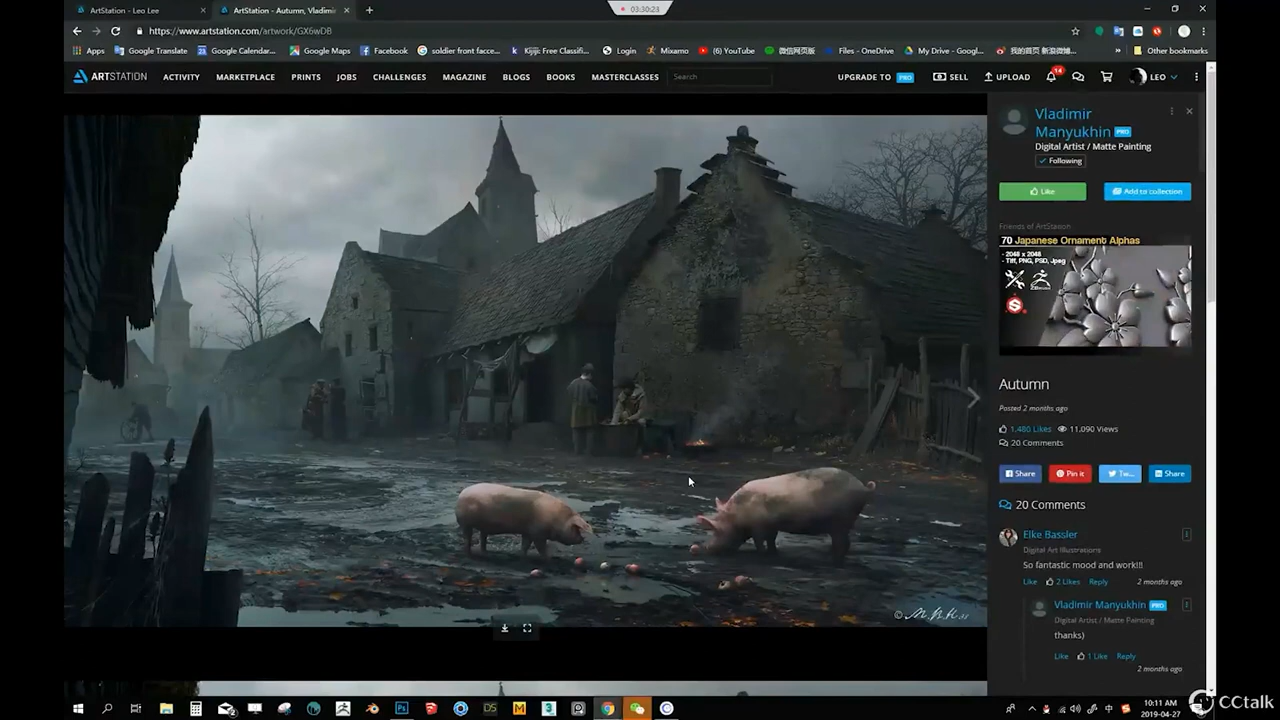 ArtStation - Leo Lee
ArtStation - Autumn, Vladimi
03:30:23
https://www.artstation.com/artwork/GX6wDB
Apps
Google Translate
Google Calendar...
Google Maps
Facebook
soldier front facce...
Kijiji: Free Classifi...
Login
Mixamo
(6) YouTube
微信网页版
Files - OneDrive
My Drive - Googl...
Other bookmarks
ARTSTATION ACTIVITY MARKETPLACE PRINTS JOBS CHALLENGES MAGAZINE BLOGS BOOKS MASTERCLASSES Search UPGRADE TO PRO SELL UPLOAD 14 LEO
Vladimir
Manyukhin PRO
Digital Artist / Matte Painting
Following
Like
Add to collection
Friends of ArtStation
70 Japanese Ornament Alphas
- 2048 x 2048
- Tiff, PNG, PSD, Jpeg
Autumn
Posted 2 months ago
1,480 Likes 11,090 Views
20 Comments
Share Pin it Tw... Share
20 Comments
Elke Bassler
Digital Art Illustrations
So fantastic mood and work!!!
Like 2 Likes Reply 2 months ago
Vladimir Manyukhin PRO
Digital Artist / Matte Painting
thanks)
Like 1 Like Reply
2 months ago
10:11 AM
2019-04-27
CCtalk